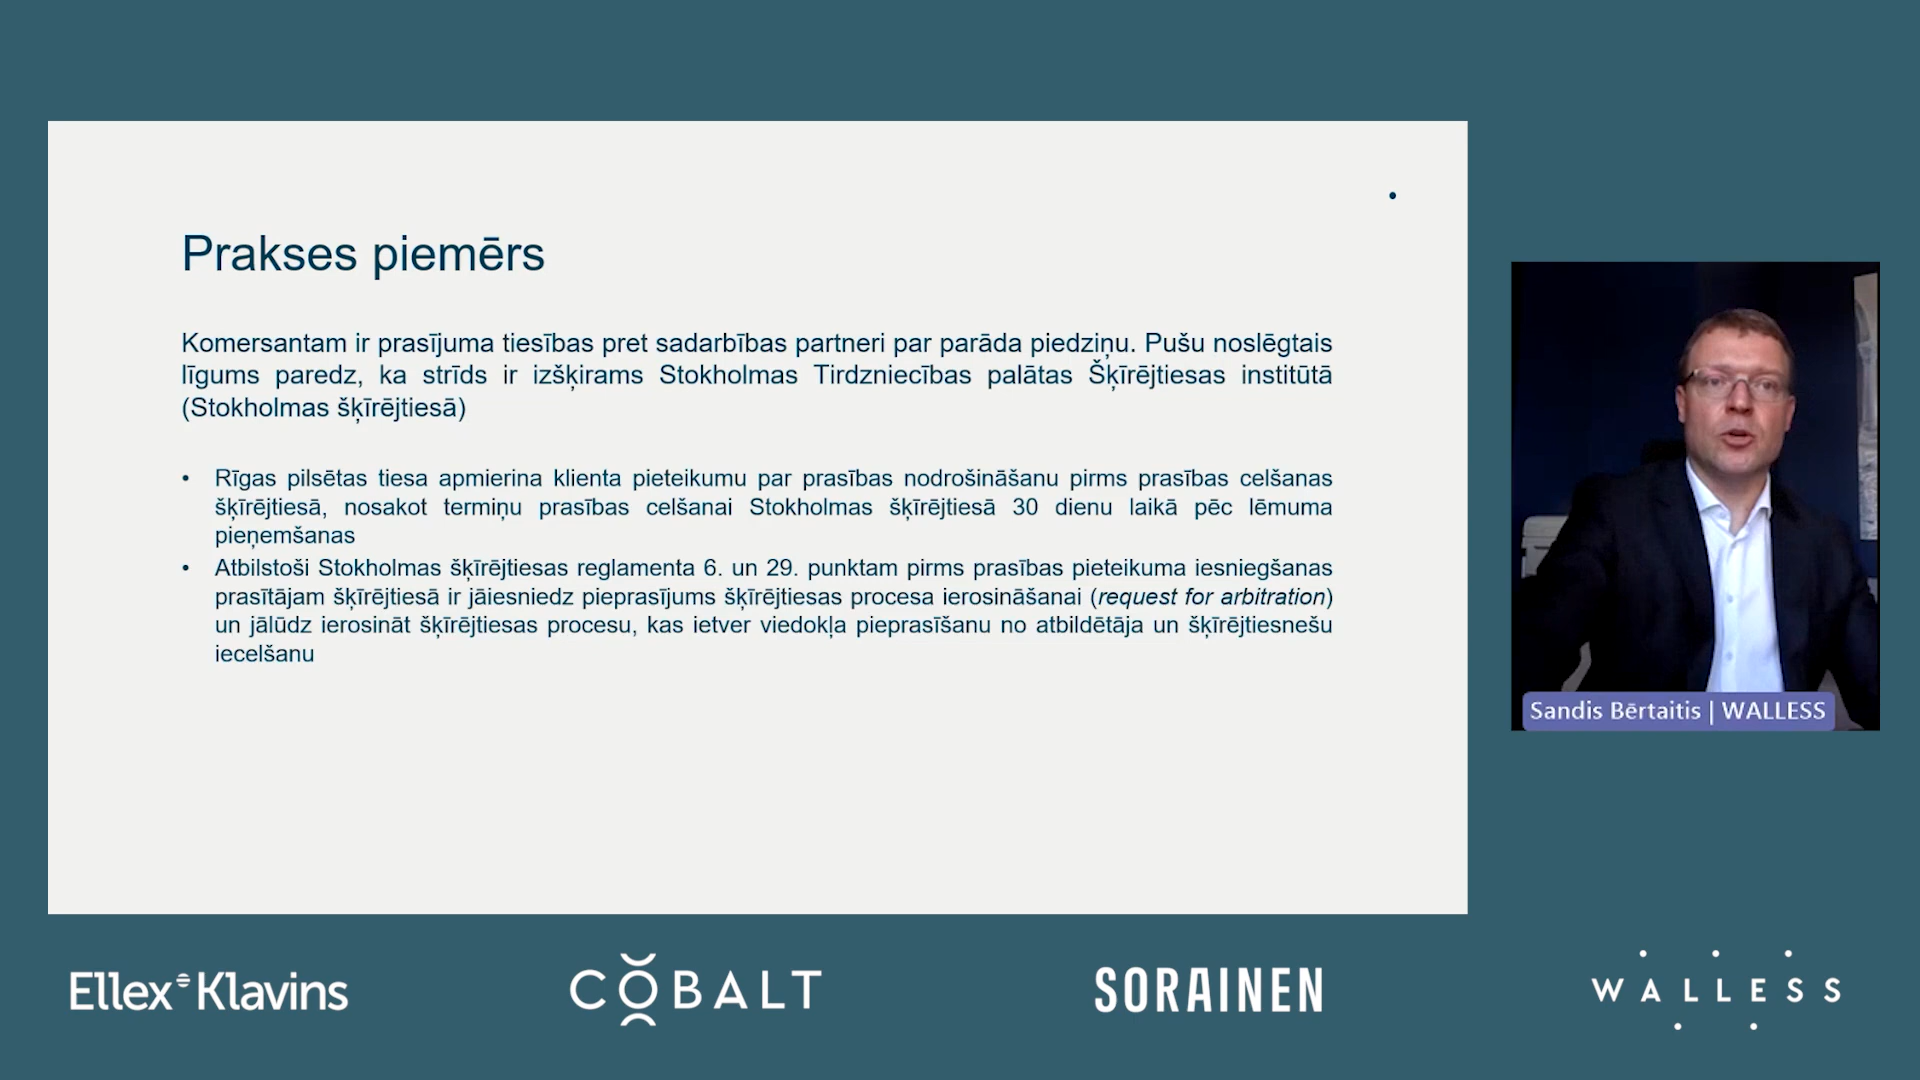 Prakses piemērs
Komersantam ir prasījuma tiesības pret sadarbības partneri par parāda piedziņu. Pušu noslēgtais
līgums paredz, ka strīds ir izšķirams Stokholmas Tirdzniecības palātas Šķīrējtiesas institūtā
(Stokholmas šķīrējtiesā)
• Rīgas pilsētas tiesa apmierina klienta pieteikumu par prasības nodrošināšanu pirms prasības celšanas
šķīrējtiesā, nosakot termiņu prasības celšanai Stokholmas šķīrējtiesā 30 dienu laikā pēc lēmuma
pieņemšanas
• Atbilstoši Stokholmas šķīrējtiesas reglamenta 6. un 29. punktam pirms prasības pieteikuma iesniegšanas
prasītājam šķīrējtiesā ir jāiesniedz pieprasījums šķīrējtiesas procesa ierosināšanai (request for arbitration)
un jālūdz ierosināt šķīrējtiesas procesu, kas ietver viedokļa pieprasīšanu no atbildētāja un šķīrējtiesnešu
iecelšanu
Sandis Bērtaitis | WALLESS
Ellex Klavins
COBALT
SORAINEN
WALLESS